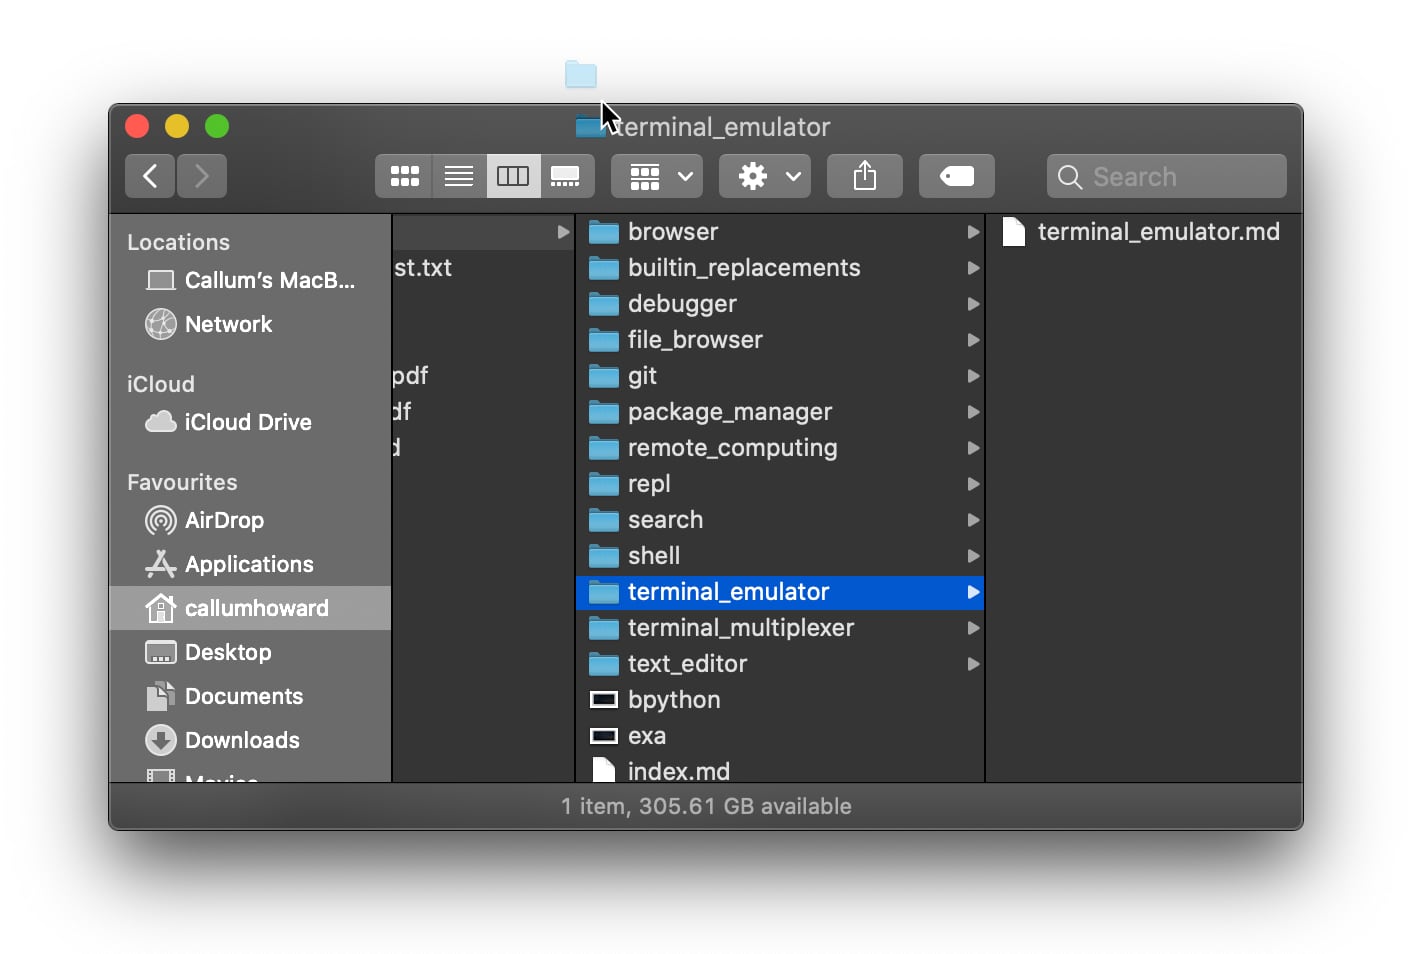 terminal_emulator
Search
Locations
Callum's MacB...
Network
iCloud
iCloud Drive
Favourites
AirDrop
Applications
callumhoward
Desktop
Documents
Downloads
st.txt
pdf
df
d
browser
builtin_replacements
debugger
file_browser
git
package_manager
remote_computing
repl
search
shell
terminal_emulator
terminal_multiplexer
text_editor
bpython
exa
index.md
terminal_emulator.md
1 item, 305.61 GB available